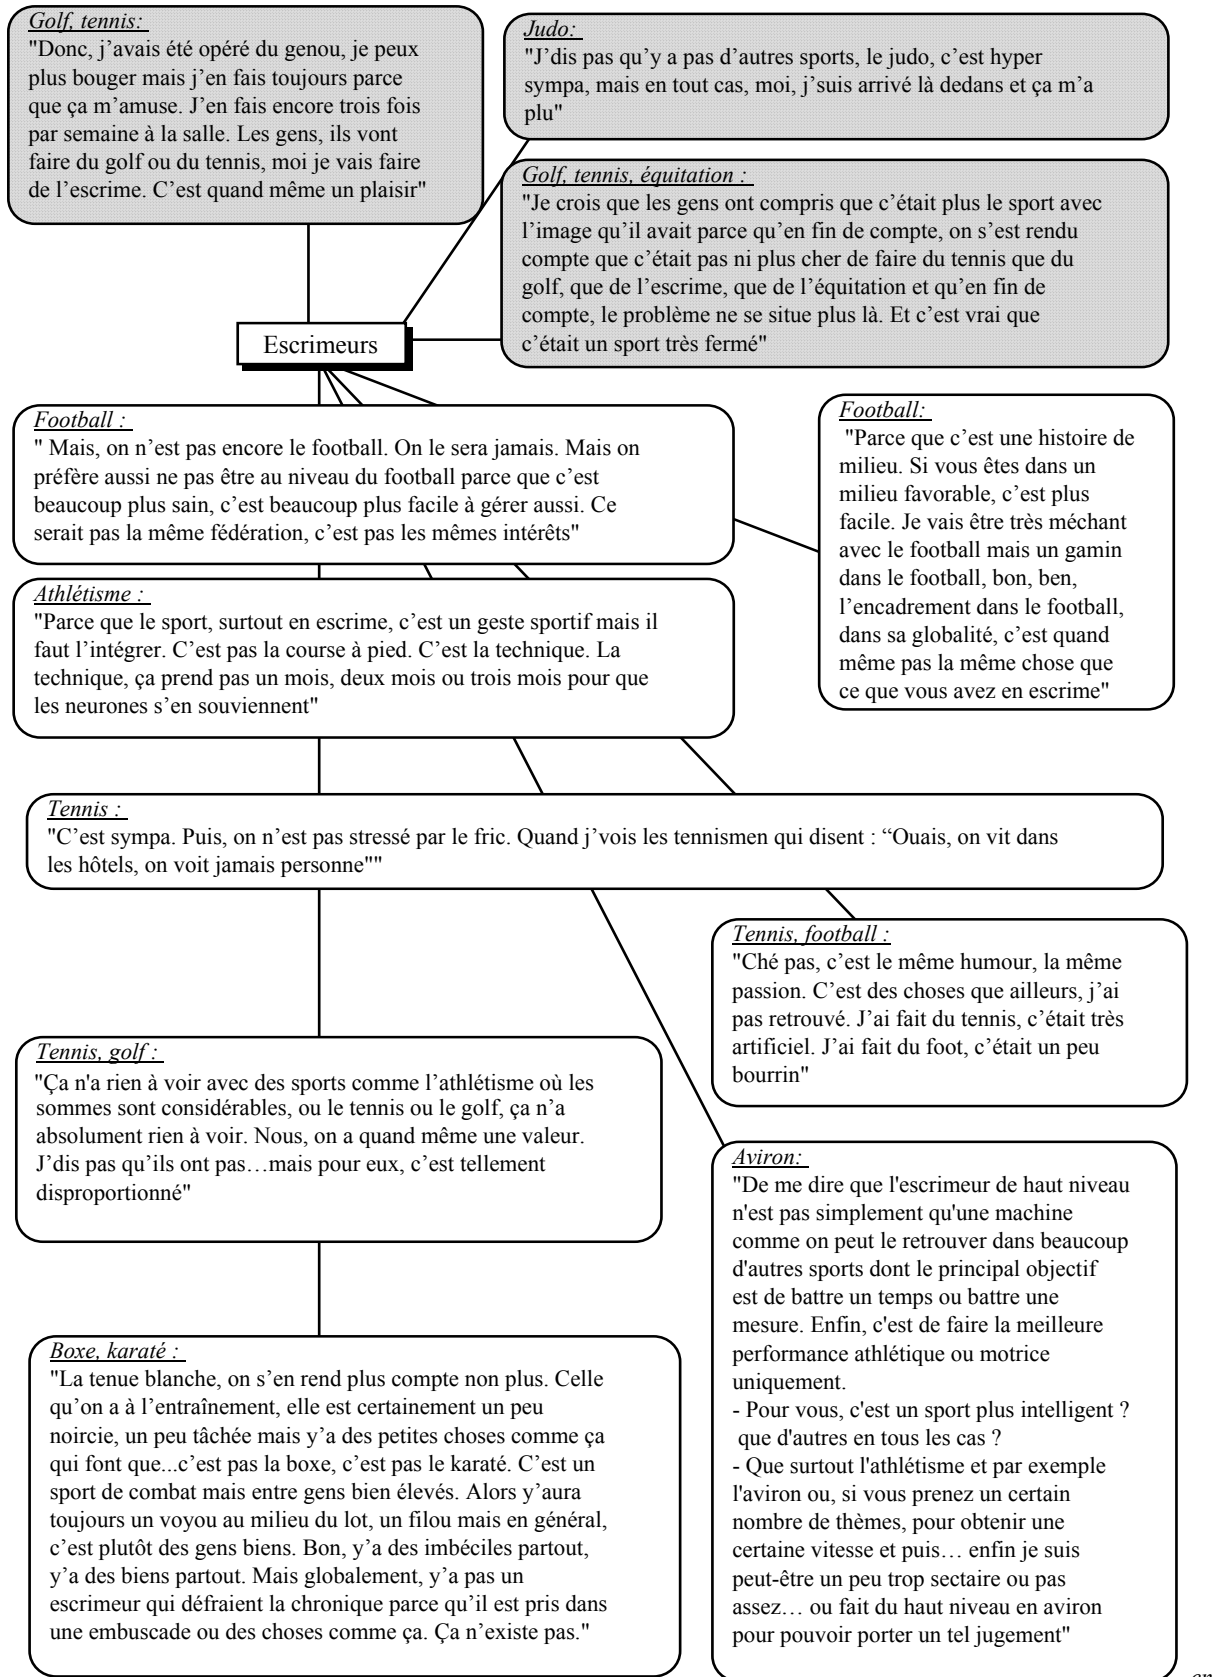 Golf, tennis:
"Donc, j’avais été opéré du genou, je peux
plus bouger mais j’en fais toujours parce
que ça m’amuse. J’en fais encore trois fois
par semaine à la salle. Les gens, ils vont
faire du golf ou du tennis, moi je vais faire
de l’escrime. C’est quand même un plaisir"
Judo:
"J’dis pas qu’y a pas d’autres sports, le judo, c’est hyper
sympa, mais en tout cas, moi, j’suis arrivé là dedans et ça m’a
plu"
Golf, tennis, équitation :
"Je crois que les gens ont compris que c’était plus le sport avec
l’image qu’il avait parce qu’en fin de compte, on s’est rendu
compte que c’était pas ni plus cher de faire du tennis que du
golf, que de l’escrime, que de l’équitation et qu’en fin de
compte, le problème ne se situe plus là. Et c’est vrai que
c’était un sport très fermé"
Escrimeurs
Football :
" Mais, on n’est pas encore le football. On le sera jamais. Mais on
préfère aussi ne pas être au niveau du football parce que c’est
beaucoup plus sain, c’est beaucoup plus facile à gérer aussi. Ce
serait pas la même fédération, c’est pas les mêmes intérêts"
Football:
"Parce que c’est une histoire de
milieu. Si vous êtes dans un
milieu favorable, c’est plus
facile. Je vais être très méchant
avec le football mais un gamin
dans le football, bon, ben,
l’encadrement dans le football,
dans sa globalité, c’est quand
même pas la même chose que
ce que vous avez en escrime"
Athlétisme :
"Parce que le sport, surtout en escrime, c’est un geste sportif mais il
faut l’intégrer. C’est pas la course à pied. C’est la technique. La
technique, ça prend pas un mois, deux mois ou trois mois pour que
les neurones s’en souviennent"
Tennis :
"C’est sympa. Puis, on n’est pas stressé par le fric. Quand j’vois les tennismen qui disent : “Ouais, on vit dans
les hôtels, on voit jamais personne""
Tennis, football :
"Ché pas, c’est le même humour, la même
passion. C’est des choses que ailleurs, j’ai
pas retrouvé. J’ai fait du tennis, c’était très
artificiel. J’ai fait du foot, c’était un peu
bourrin"
Tennis, golf :
"Ça n'a rien à voir avec des sports comme l’athlétisme où les
sommes sont considérables, ou le tennis ou le golf, ça n’a
absolument rien à voir. Nous, on a quand même une valeur.
J’dis pas qu’ils ont pas…mais pour eux, c’est tellement
disproportionné"
Aviron:
"De me dire que l'escrimeur de haut niveau
n'est pas simplement qu'une machine
comme on peut le retrouver dans beaucoup
d'autres sports dont le principal objectif
est de battre un temps ou battre une
mesure. Enfin, c'est de faire la meilleure
performance athlétique ou motrice
uniquement.
- Pour vous, c'est un sport plus intelligent ?
que d'autres en tous les cas ?
- Que surtout l'athlétisme et par exemple
l'aviron ou, si vous prenez un certain
nombre de thèmes, pour obtenir une
certaine vitesse et puis… enfin je suis
peut-être un peu trop sectaire ou pas
assez… ou fait du haut niveau en aviron
pour pouvoir porter un tel jugement"
Boxe, karaté :
"La tenue blanche, on s’en rend plus compte non plus. Celle
qu’on a à l’entraînement, elle est certainement un peu
noircie, un peu tâchée mais y’a des petites choses comme ça
qui font que...c’est pas la boxe, c’est pas le karaté. C’est un
sport de combat mais entre gens bien élevés. Alors y’aura
toujours un voyou au milieu du lot, un filou mais en général,
c’est plutôt des gens biens. Bon, y’a des imbéciles partout,
y’a des biens partout. Mais globalement, y’a pas un
escrimeur qui défraient la chronique parce qu’il est pris dans
une embuscade ou des choses comme ça. Ça n’existe pas."